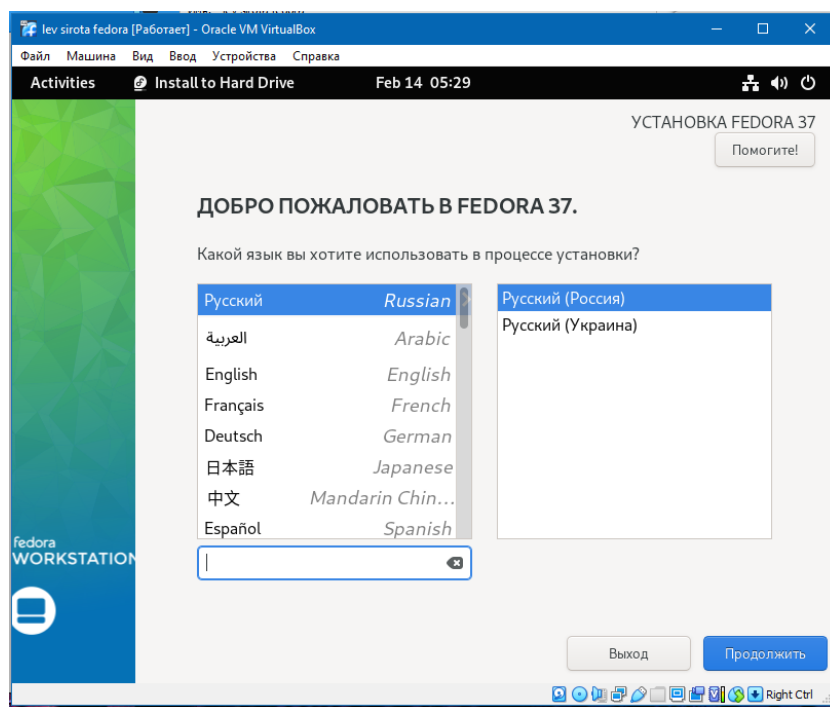 lev sirota fedora [Работает] - Oracle VM VirtualBox
Файл Машина Вид Ввод Устройства Справка
Activities Install to Hard Drive Feb 14 05:29
УСТАНОВКА FEDORA 37
Помогите!
ДОБРО ПОЖАЛОВАТЬ В FEDORA 37.
Какой язык вы хотите использовать в процессе установки?
Русский Russian
العربية Arabic
English English
Français French
Deutsch German
日本語 Japanese
中文 Mandarin Chin...
Español Spanish
Русский (Россия)
Русский (Украина)
fedora
WORKSTATION
Выход Продолжить
Right Ctrl